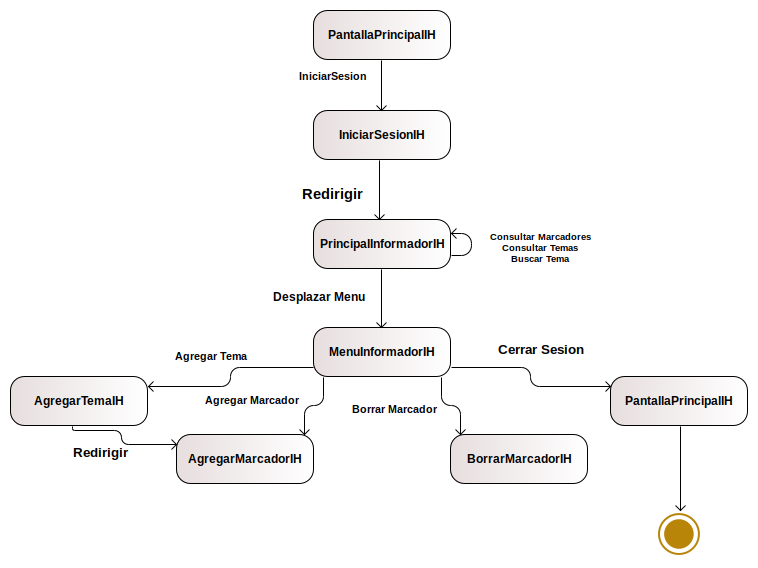 PantallaPrincipalIH
IniciarSesion
IniciarSesionIH
Redirigir
PrincipalInformadorIH
Consultar Marcadores
Consultar Temas
Buscar Tema
Desplazar Menu
MenuInformadorIH
Agregar Tema
Cerrar Sesion
AgregarTemaIH
Agregar Marcador
Borrar Marcador
PantallaPrincipalIH
Redirigir
AgregarMarcadorIH
BorrarMarcadorIH